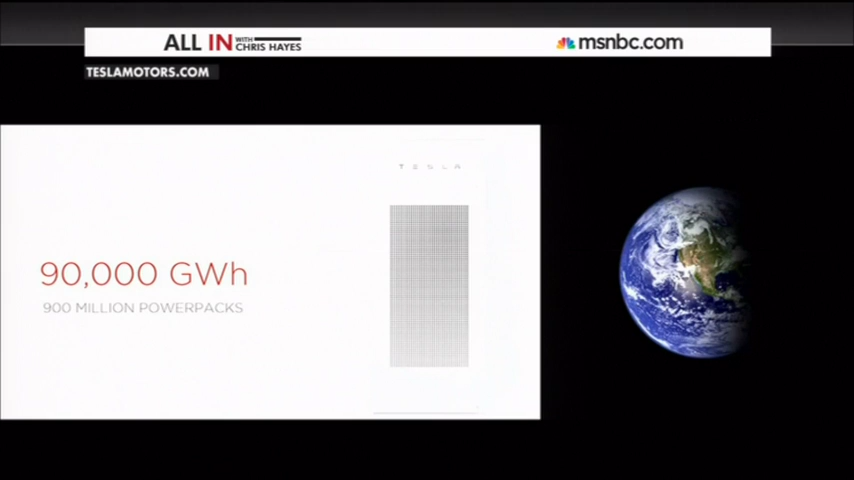 ALL IN WITH CHRIS HAYES
msnbc.com
TESLAMOTORS.COM
TESLA
90,000 GWh
900 MILLION POWERPACKS